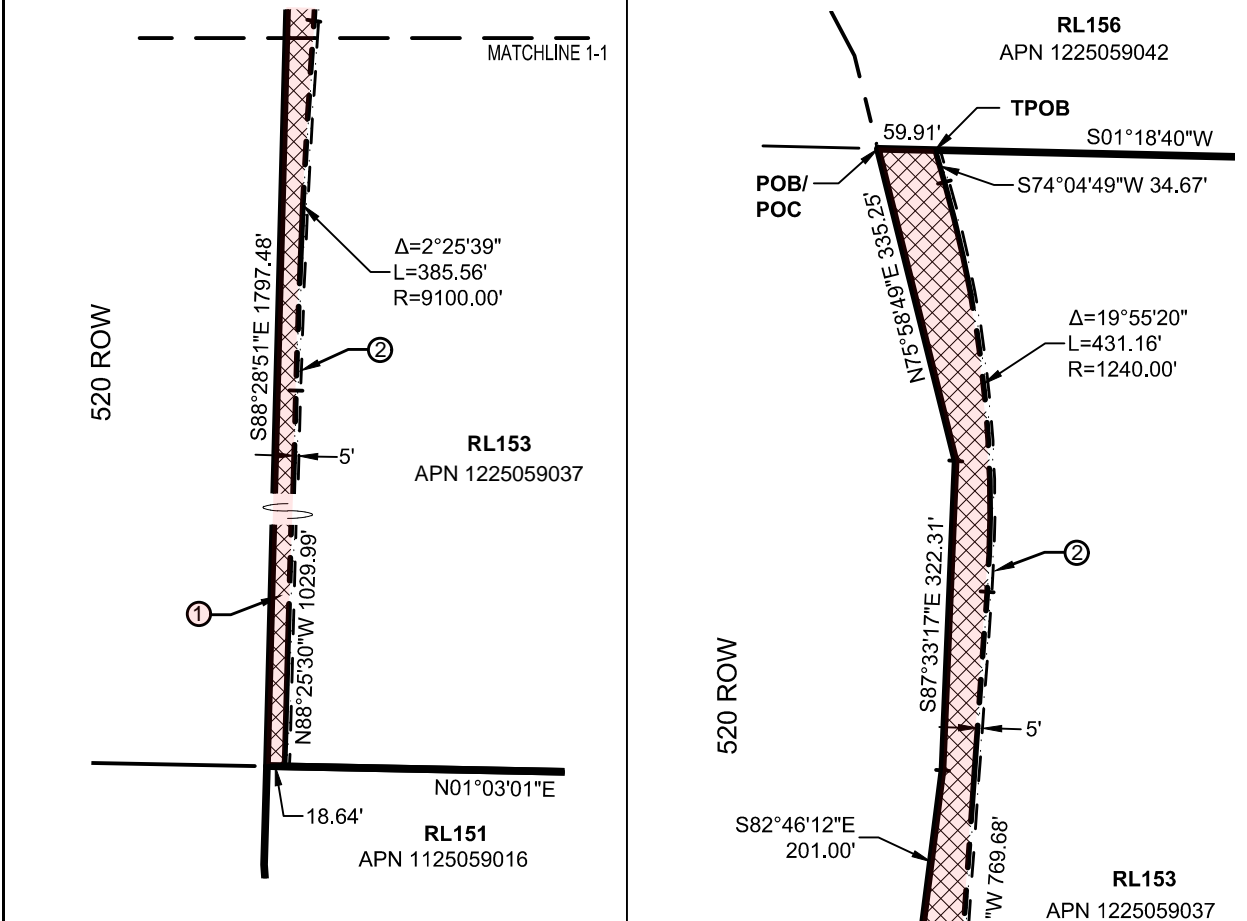 MATCHLINE 1-1
Δ=2°25'39"
L=385.56'
R=9100.00'
S88°28'51"E 1797.48'
2
520 ROW
RL153
APN 1225059037
5'
N88°25'30"W 1029.99'
1
N01°03'01"E
18.64'
RL151
APN 1125059016
RL156
APN 1225059042
TPOB
59.91'
S01°18'40"W
POB/
POC
S74°04'49"W 34.67'
N75°58'49"E 335.25'
Δ=19°55'20"
L=431.16'
R=1240.00'
2
S87°33'17"E 322.31'
520 ROW
5'
S82°46'12"E
201.00'
"W 769.68'
RL153
APN 1225059037